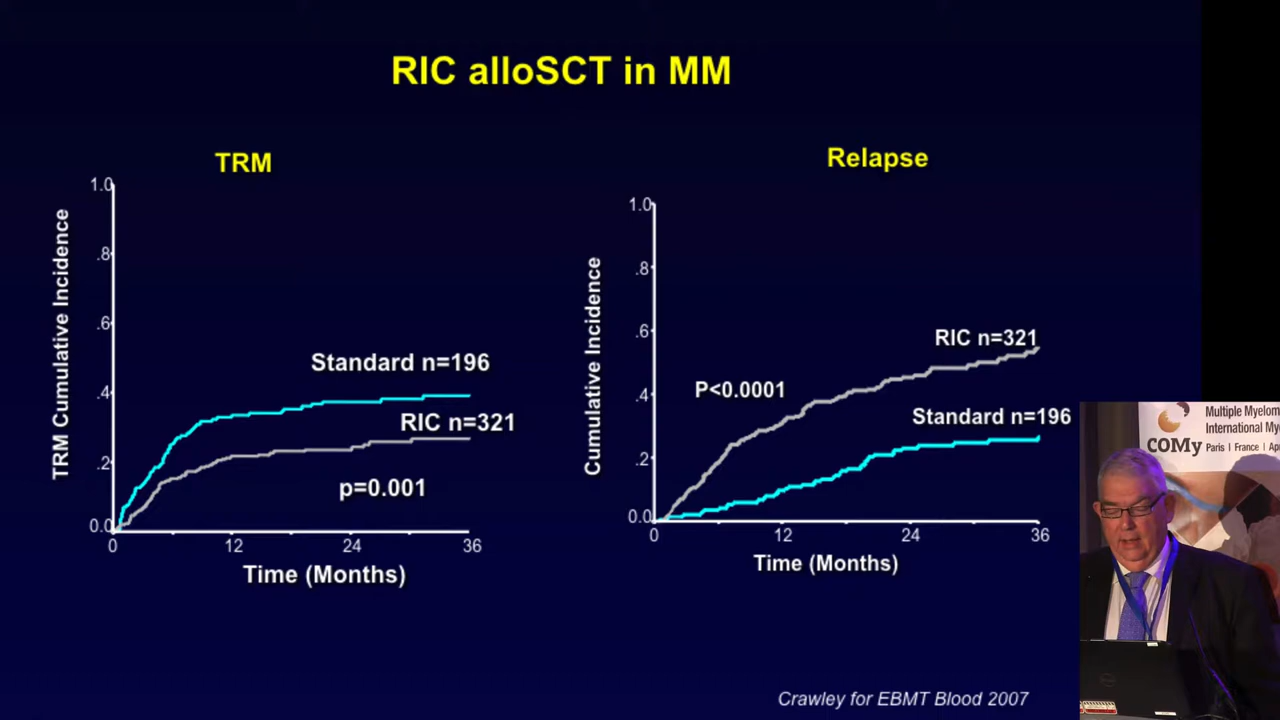 RIC alloSCT in MM
TRM
TRM Cumulative Incidence
1.0
.8
.6
.4
.2
0.0
Standard n=196
RIC n=321
p=0.001
0
12
24
36
Time (Months)
Relapse
Cumulative Incidence
1.0
.8
.6
.4
.2
0.0
RIC n=321
P<0.0001
Standard n=196
0
12
24
36
Time (Months)
Crawley for EBMT Blood 2007
COMy
Multiple Myelom
International My
Paris | France | Ap